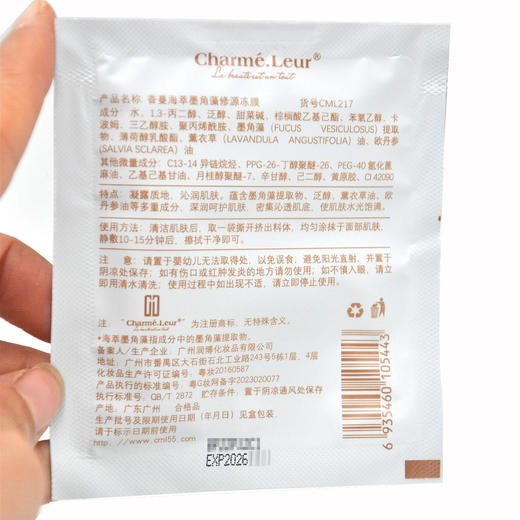 Charmé.Leur®
La beauté est un tout
产品名称：香蔓海萃墨角藻修源冻膜 货号CML217
成分：水、1,3-丙二醇、泛醇、甜菜碱、棕榈酸乙基己酯、苯氧乙醇、卡
波姆、三乙醇胺、聚丙烯酰胺、墨角藻（FUCUS VESICULOSUS）提取
物、薄荷醇乳酸酯、薰衣草（LAVANDULA ANGUSTIFOLIA）油、欧丹参
(SALVIA SCLAREA）油
其他微量成分：C13-14 异链烷烃、PPG-26-丁醇聚醚-26、PEG-40 氢化蓖
麻油、乙基己基甘油、月桂醇聚醚-7、辛甘醇、己二醇、黄原胶、CI 42090
特点：凝露质地，沁润肌肤。蕴含墨角藻提取物、泛醇、薰衣草油、欧
丹参油等多重成分，深润呵护肌肤，密集沁透肌底，使肌肤水光饱满。
使用方法：清洁肌肤后，取一袋撕开挤出料体，均匀涂抹于面部肌肤，
静敷10-15分钟后，擦拭干净即可。
注 意：请置于婴幼儿无法取得处，以免误食；避免阳光直射，并置于
阴凉处保存；如有伤口或红肿发炎的地方请勿使用；如不慎入眼，请立
即用清水清洗；使用过程中如出现不适，请立即停止使用。
注 “Charmé.Leur®
La beauté est un tout” 为注册商标，无特殊含义。
•海萃墨角藻指成分中的墨角藻提取物。
备案人/生产企业：广州润博化妆品有限公司
地址：广州市番禺区大石街石北工业路243号5栋1层、4层
化妆品生产许可证编号：粤妆20160587
产品执行的标准编号：粤G妆网备字2023020077
执行标准编号：QB/T 2872 贮存条件：置于阴凉通风处保存
产地：广东广州 合格品
生产批号及限期使用日期（年月日）见盒包装，
请于标示日期前使用
http://www.cml55.com
EXP2026
6 935460 105443